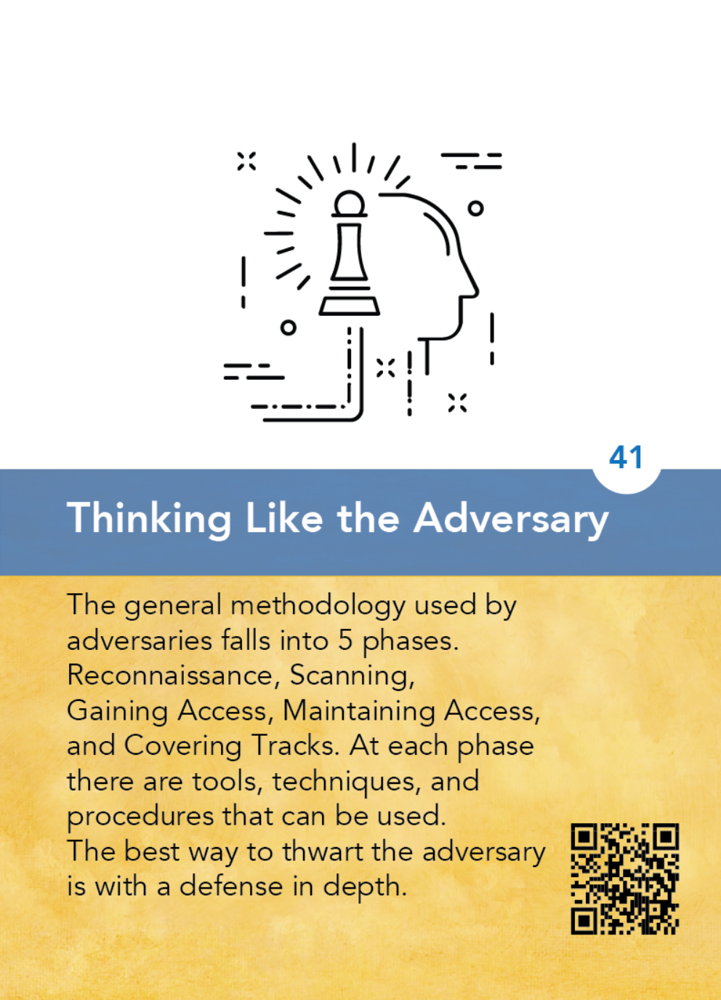 41
Thinking Like the Adversary
The general methodology used by
adversaries falls into 5 phases.
Reconnaissance, Scanning,
Gaining Access, Maintaining Access,
and Covering Tracks. At each phase
there are tools, techniques, and
procedures that can be used.
The best way to thwart the adversary
is with a defense in depth.